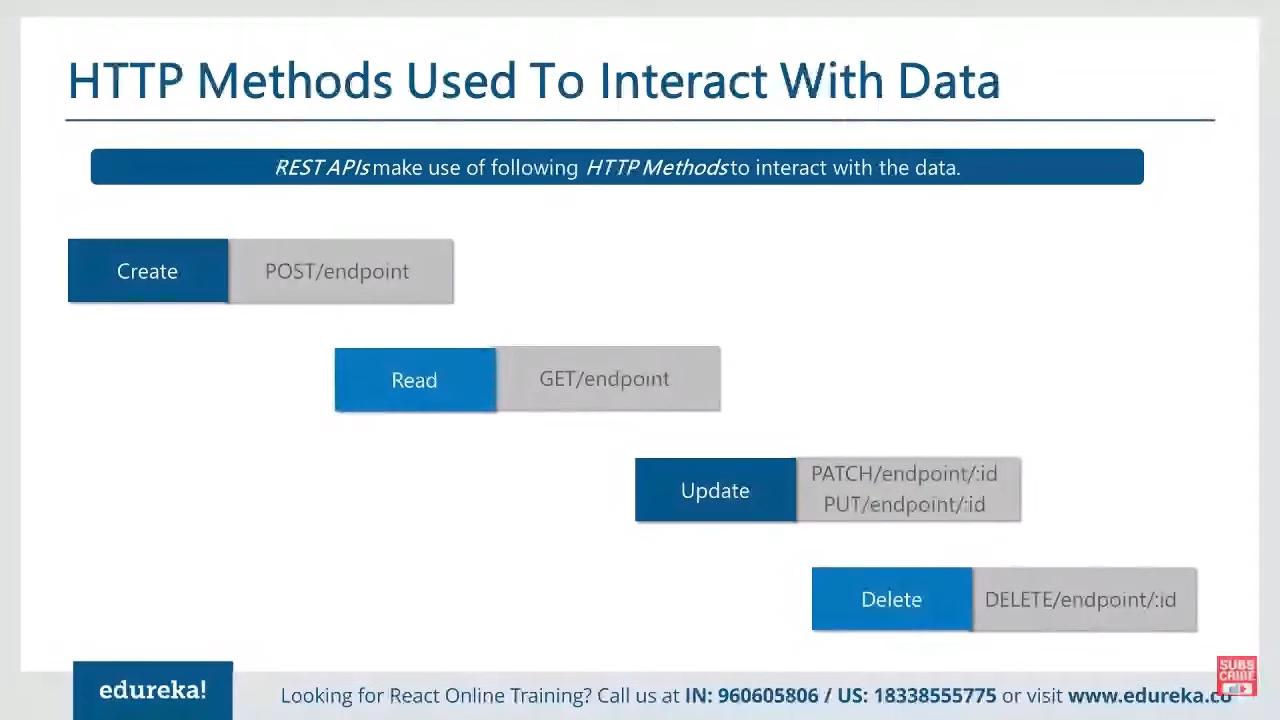 HTTP Methods Used To Interact With Data
REST APIs make use of following HTTP Methods to interact with the data.
Create POST/endpoint
Read GET/endpoint
Update PATCH/endpoint/:id
PUT/endpoint/:id
Delete DELETE/endpoint/:id
edureka!
Looking for React Online Training? Call us at IN: 960605806 / US: 18338555775 or visit www.edureka.co
SUBS
CRIBE